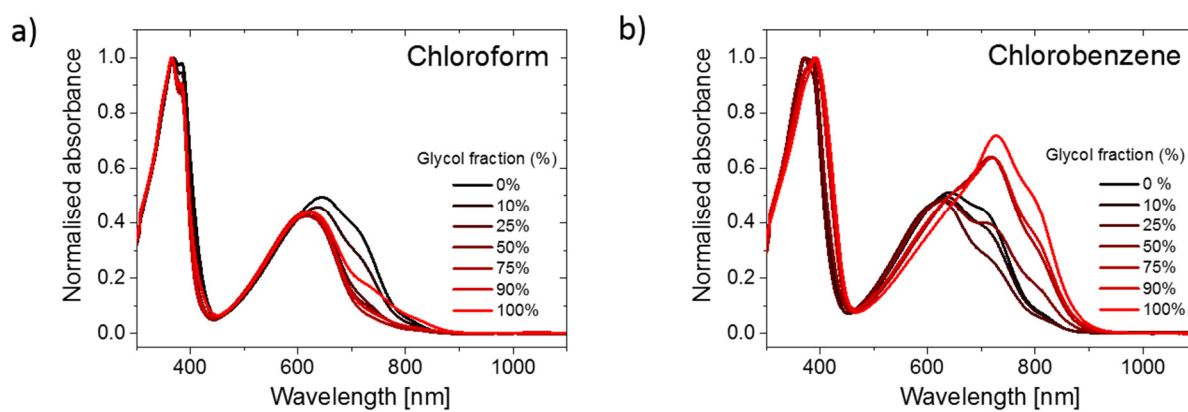 a)
Chloroform
Normalised absorbance
1.0
0.8
0.6
0.4
0.2
0.0
Glycol fraction (%)
0%
10%
25%
50%
75%
90%
100%
400 600 800 1000
Wavelength [nm]
b)
Chlorobenzene
Normalised absorbance
1.0
0.8
0.6
0.4
0.2
0.0
Glycol fraction (%)
0 %
10%
25%
50%
75%
90%
100%
400 600 800 1000
Wavelength [nm]